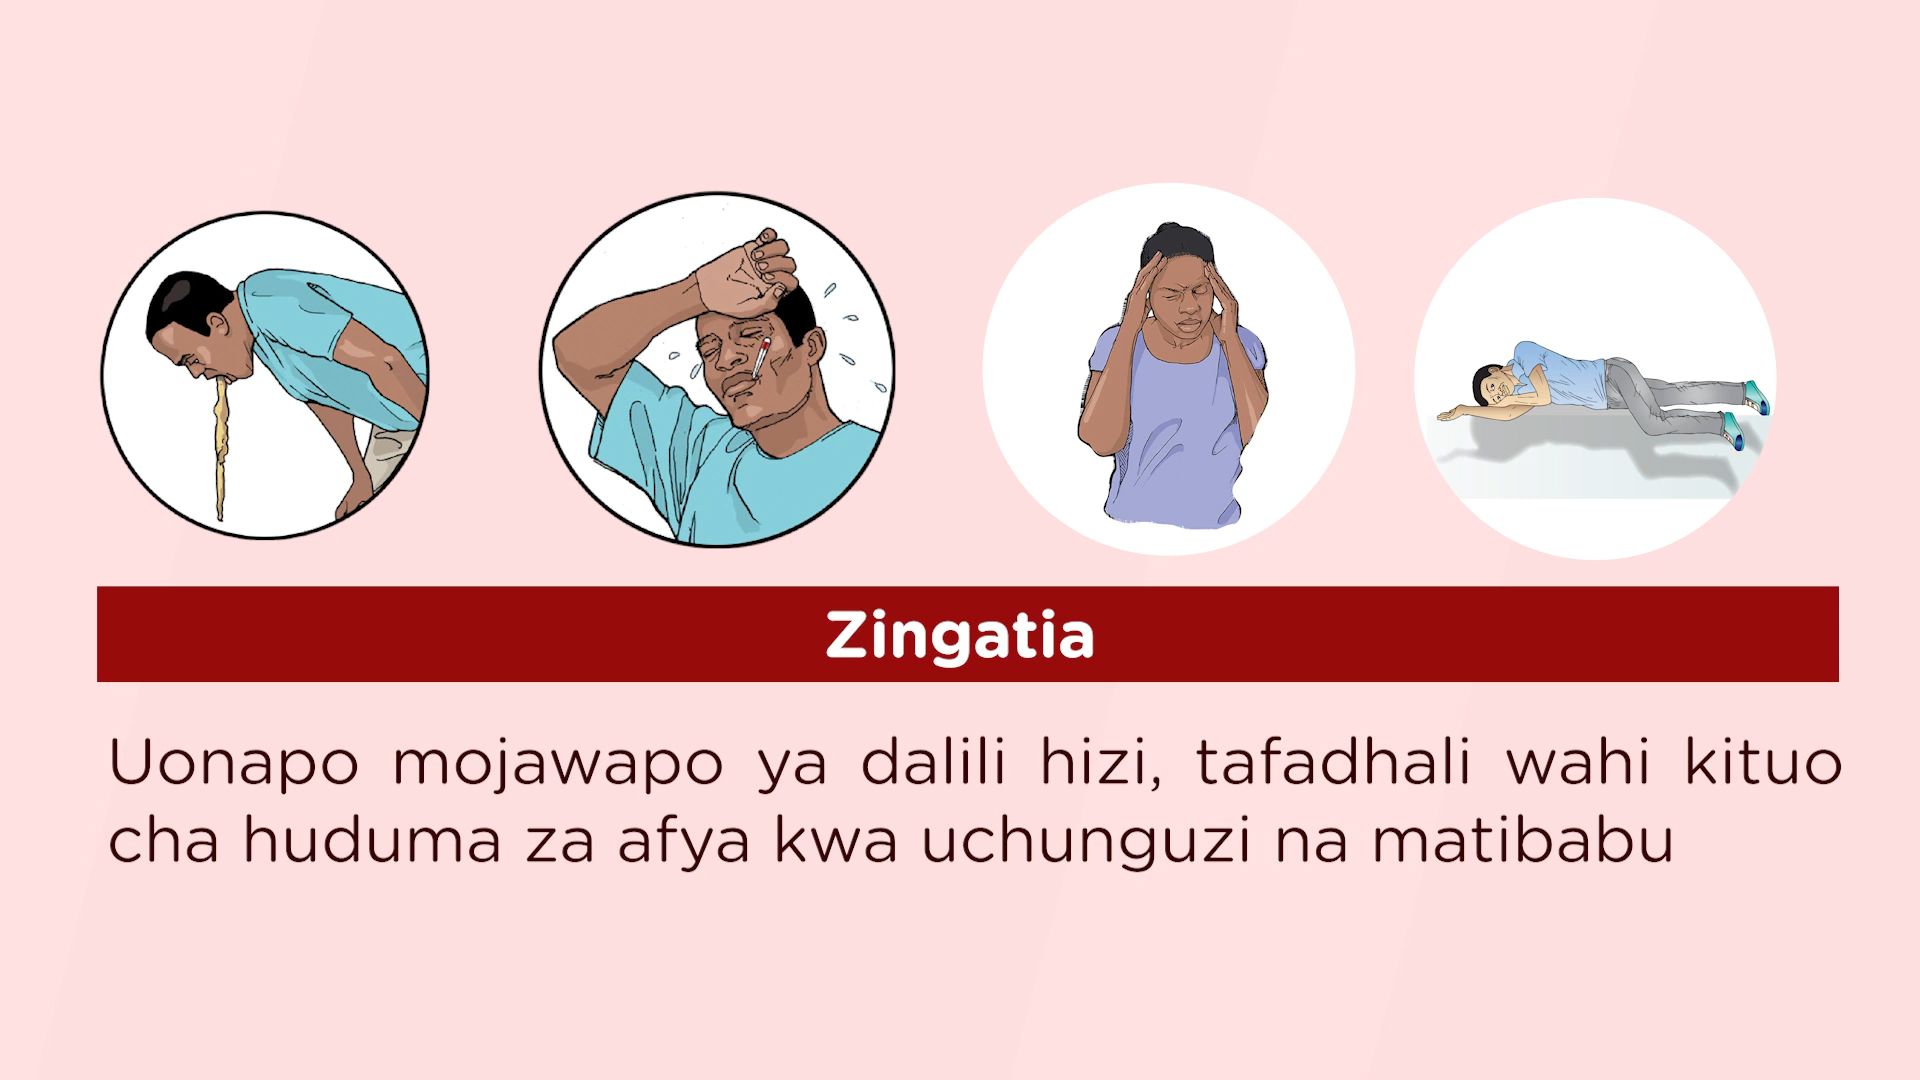 Zingatia
Uonapo mojawapo ya dalili hizi, tafadhali wahi kituo
cha huduma za afya kwa uchunguzi na matibabu